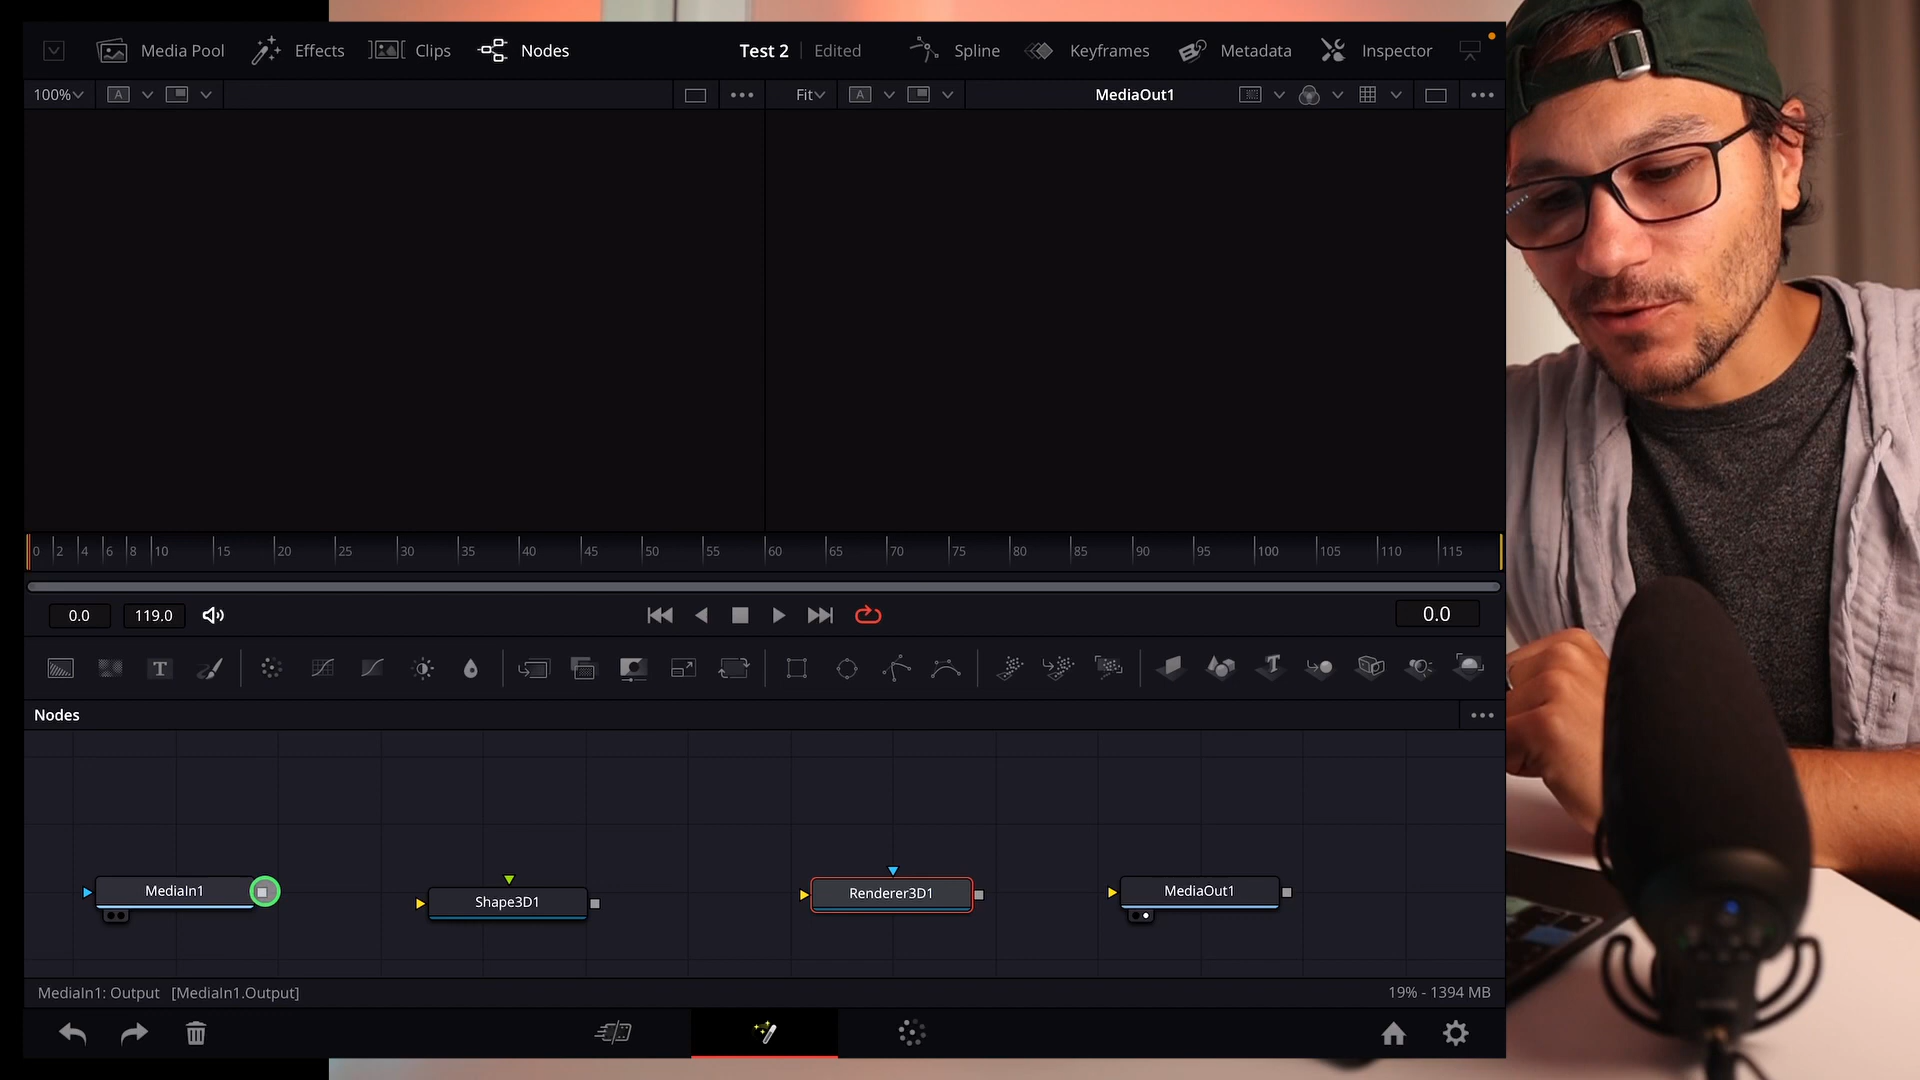 Media Pool Effects Clips Nodes Test 2 Edited Spline Keyframes Metadata Inspector
100% A Fit A MediaOut1
0 2 4 6 8 10 15 20 25 30 35 40 45 50 55 60 65 70 75 80 85 90 95 100 105 110 115
0.0 119.0 0.0
T T
Nodes
MediaIn1 Shape3D1 Renderer3D1 MediaOut1
MediaIn1: Output [MediaIn1.Output] 19% - 1394 MB